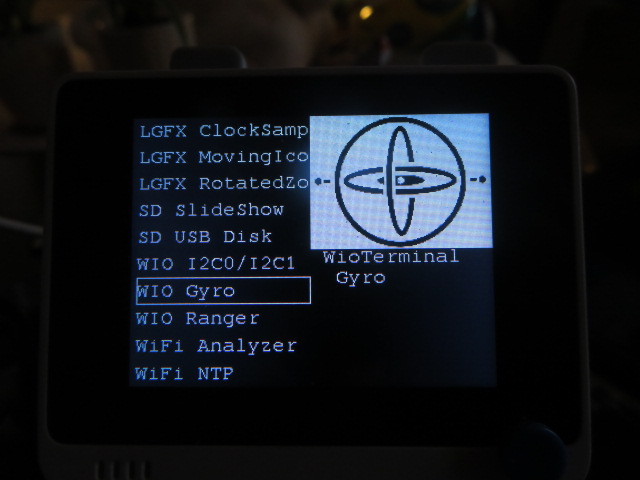 LGFX ClockSamp
LGFX MovingIco
LGFX RotatedZo
SD SlideShow
SD USB Disk
WIO I2C0/I2C1
WIO Gyro
WIO Ranger
WiFi Analyzer
WiFi NTP
WioTerminal
Gyro